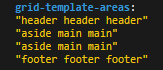 grid-template-areas:
"header header header"
"aside main main"
"aside main main"
"footer footer footer"